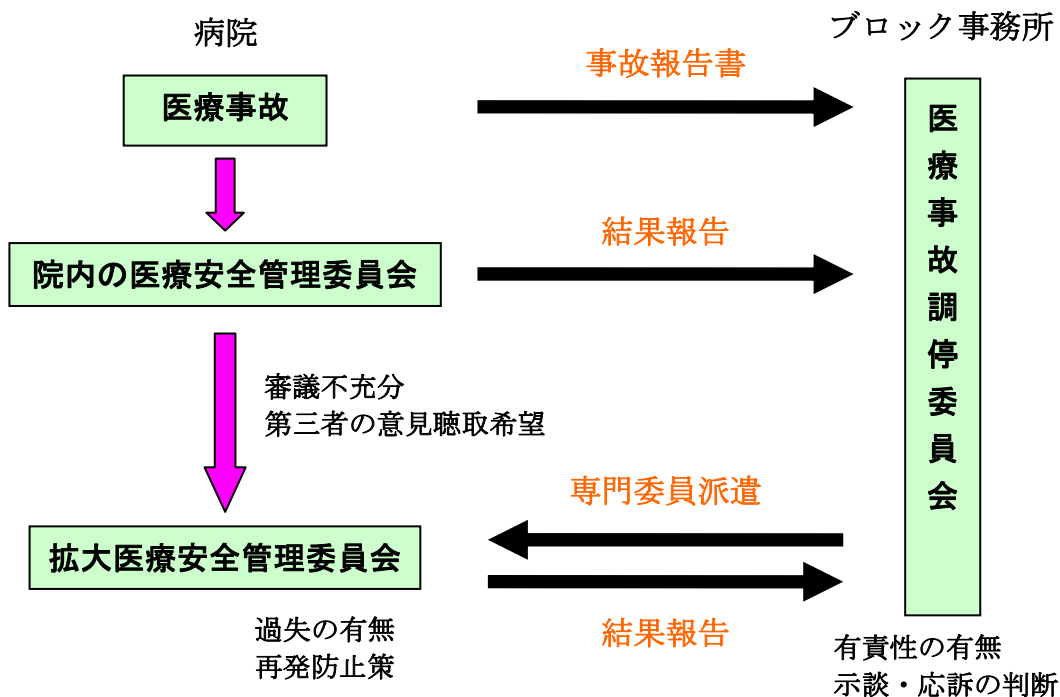 病院
ブロック事務所
事故報告書
医療事故
医療事故調停委員会
結果報告
院内の医療安全管理委員会
審議不充分
第三者の意見聴取希望
専門委員派遣
拡大医療安全管理委員会
結果報告
過失の有無
再発防止策
有責性の有無
示談・応訴の判断